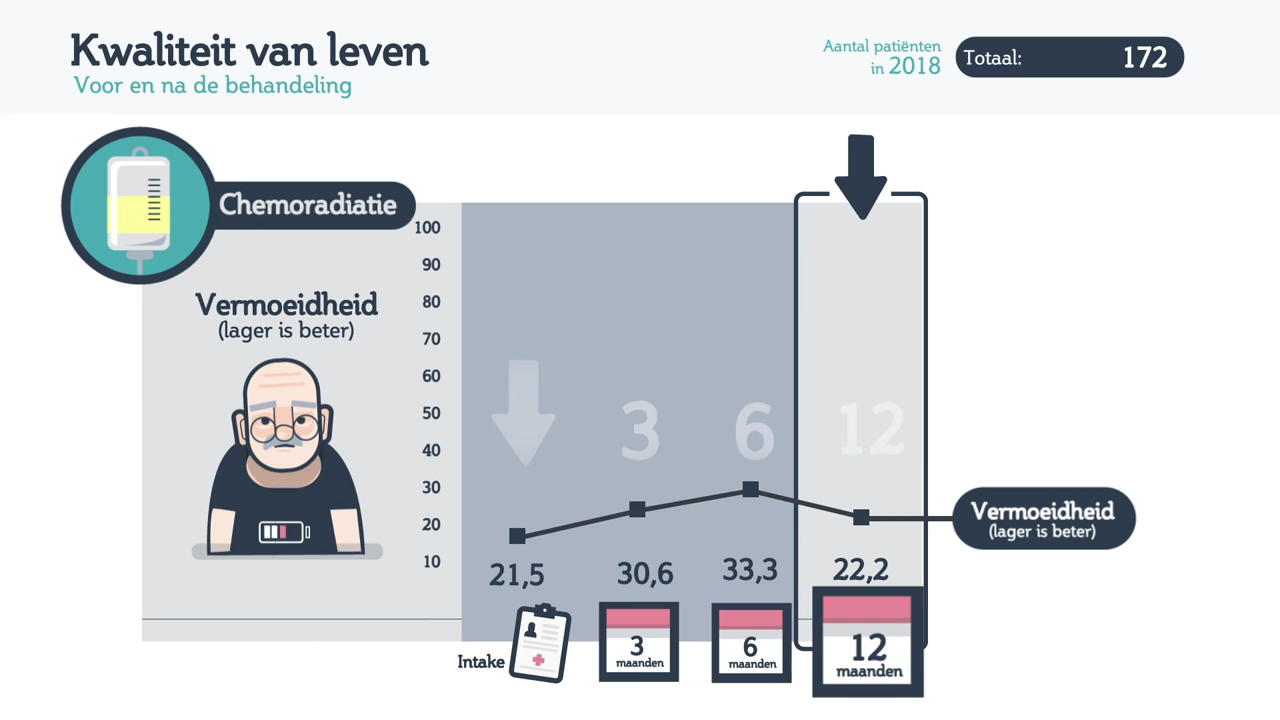 Kwaliteit van leven
Voor en na de behandeling
Aantal patiënten
in 2018
Totaal: 172
Chemoradiatie
Vermoeidheid
(lager is beter)
100
90
80
70
60
50
40
30
20
10
3 6 12
Vermoeidheid
(lager is beter)
21,5 30,6 33,3 22,2
Intake
3
maanden
6
maanden
12
maanden